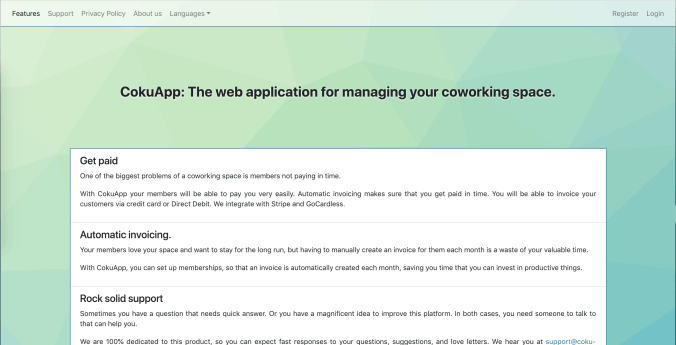 Features Support Privacy Policy About us Languages Register Login
CokuApp: The web application for managing your coworking space.
Get paid
One of the biggest problems of a coworking space is members not paying in time.
With CokuApp your members will be able to pay you very easily. Automatic invoicing makes sure that you get paid in time. You will be able to invoice your
customers via credit card or Direct Debit. We integrate with Stripe and GoCardless.
Automatic invoicing.
Your members love your space and want to stay for the long run, but having to manually create an invoice for them each month is a waste of your valuable time.
With CokuApp, you can set up memberships, so that an invoice is automatically created each month, saving you time that you can invest in productive things.
Rock solid support
Sometimes you have a question that needs quick answer. Or you have a magnificent idea to improve this platform. In both cases, you need someone to talk to
that can help you.
We are 100% dedicated to this product, so you can expect fast responses to your questions, suggestions, and love letters. We hear you at support@coku-